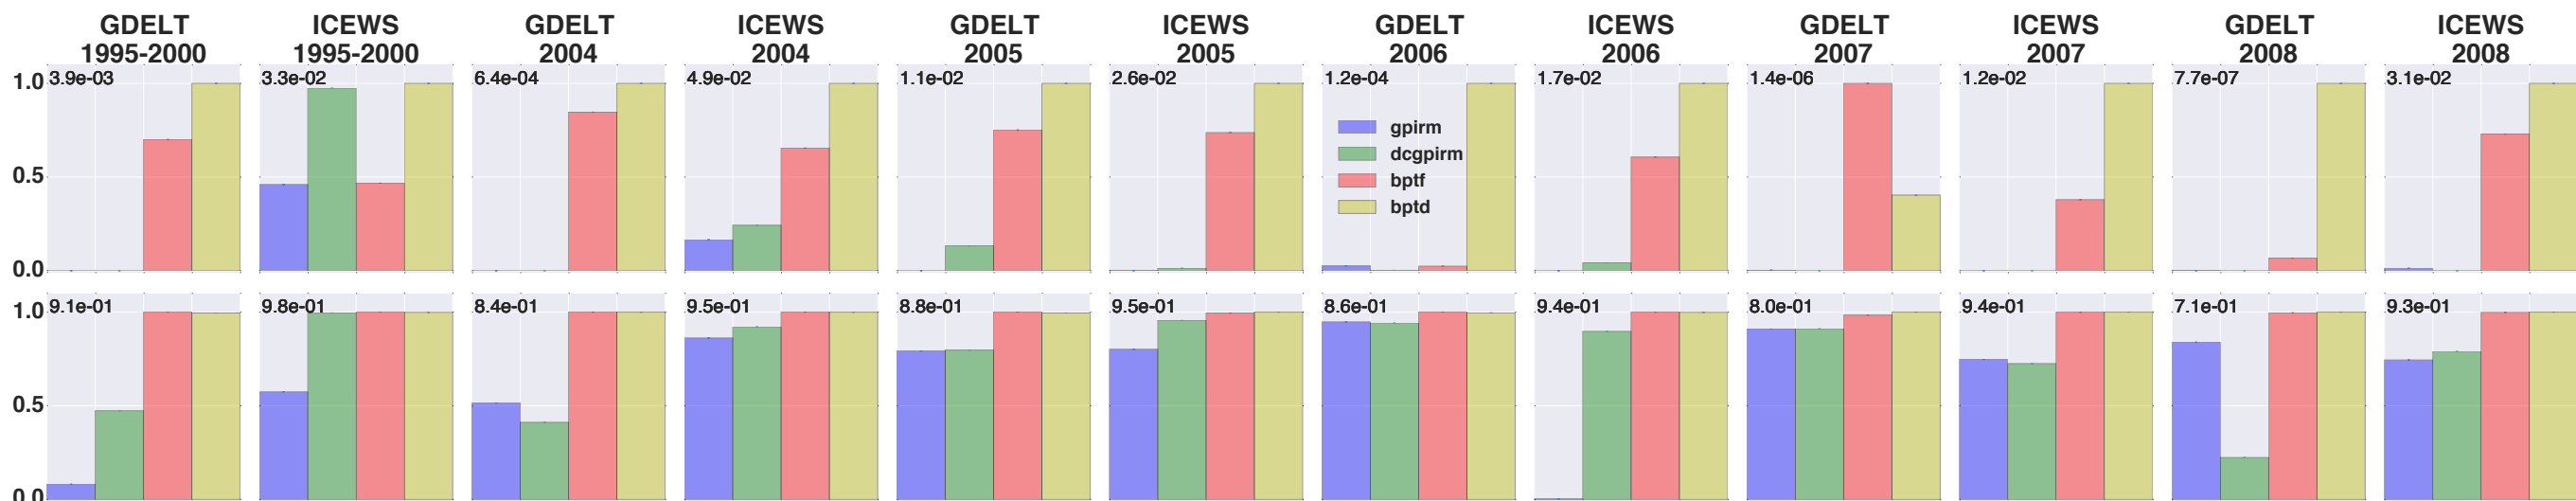 GDELT
1995-2000
ICEWS
1995-2000
GDELT
2004
ICEWS
2004
GDELT
2005
ICEWS
2005
GDELT
2006
ICEWS
2006
GDELT
2007
ICEWS
2007
GDELT
2008
ICEWS
2008
1.0
0.5
0.0
3.9e-03
3.3e-02
6.4e-04
4.9e-02
1.1e-02
2.6e-02
1.2e-04
1.7e-02
1.4e-06
1.2e-02
7.7e-07
3.1e-02
gpirm
dcgpirm
bptf
bptd
1.0
0.5
0.0
9.1e-01
9.8e-01
8.4e-01
9.5e-01
8.8e-01
9.5e-01
8.6e-01
9.4e-01
8.0e-01
9.4e-01
7.1e-01
9.3e-01